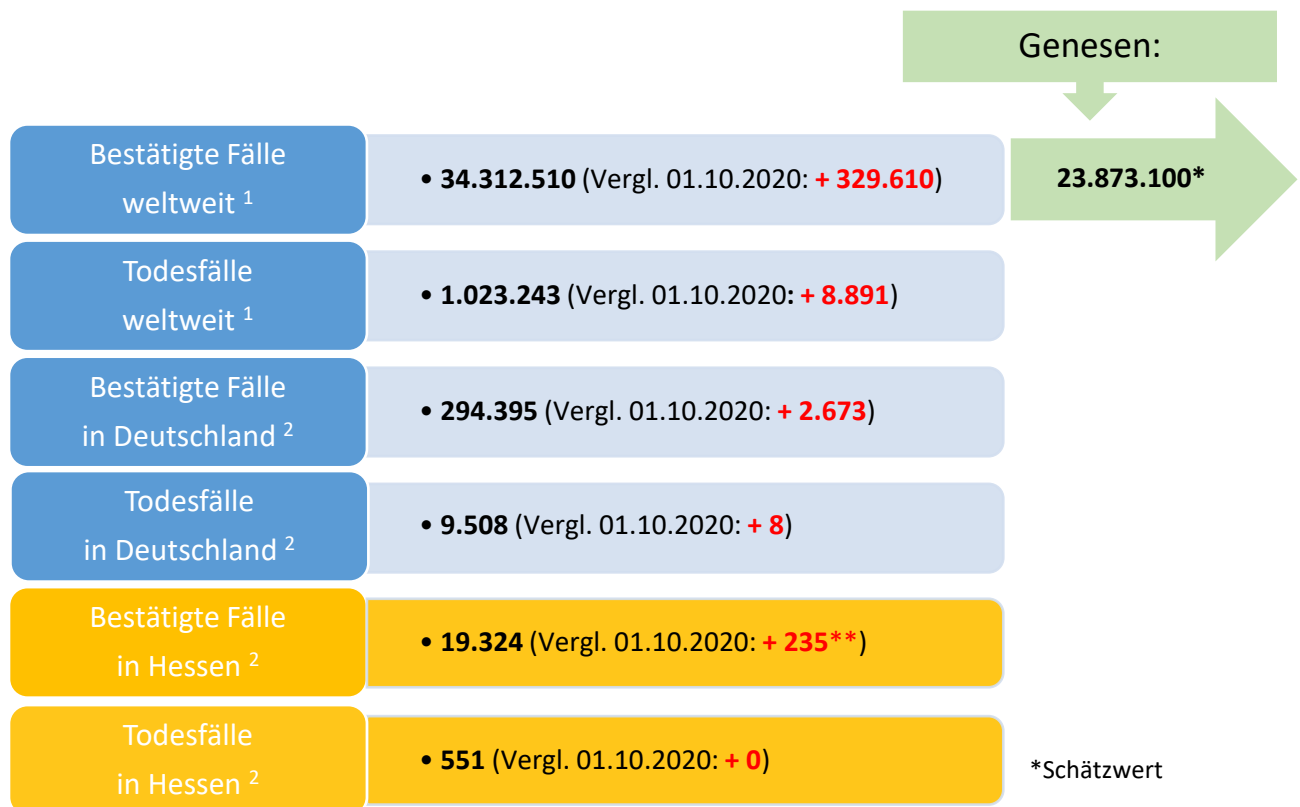 Genesen:
Bestätigte Fälle
weltweit ¹
• 34.312.510 (Vergl. 01.10.2020: + 329.610)
23.873.100*
Todesfälle
weltweit ¹
• 1.023.243 (Vergl. 01.10.2020: + 8.891)
Bestätigte Fälle
in Deutschland ²
• 294.395 (Vergl. 01.10.2020: + 2.673)
Todesfälle
in Deutschland ²
• 9.508 (Vergl. 01.10.2020: + 8)
Bestätigte Fälle
in Hessen ²
• 19.324 (Vergl. 01.10.2020: + 235**)
Todesfälle
in Hessen ²
• 551 (Vergl. 01.10.2020: + 0)
*Schätzwert